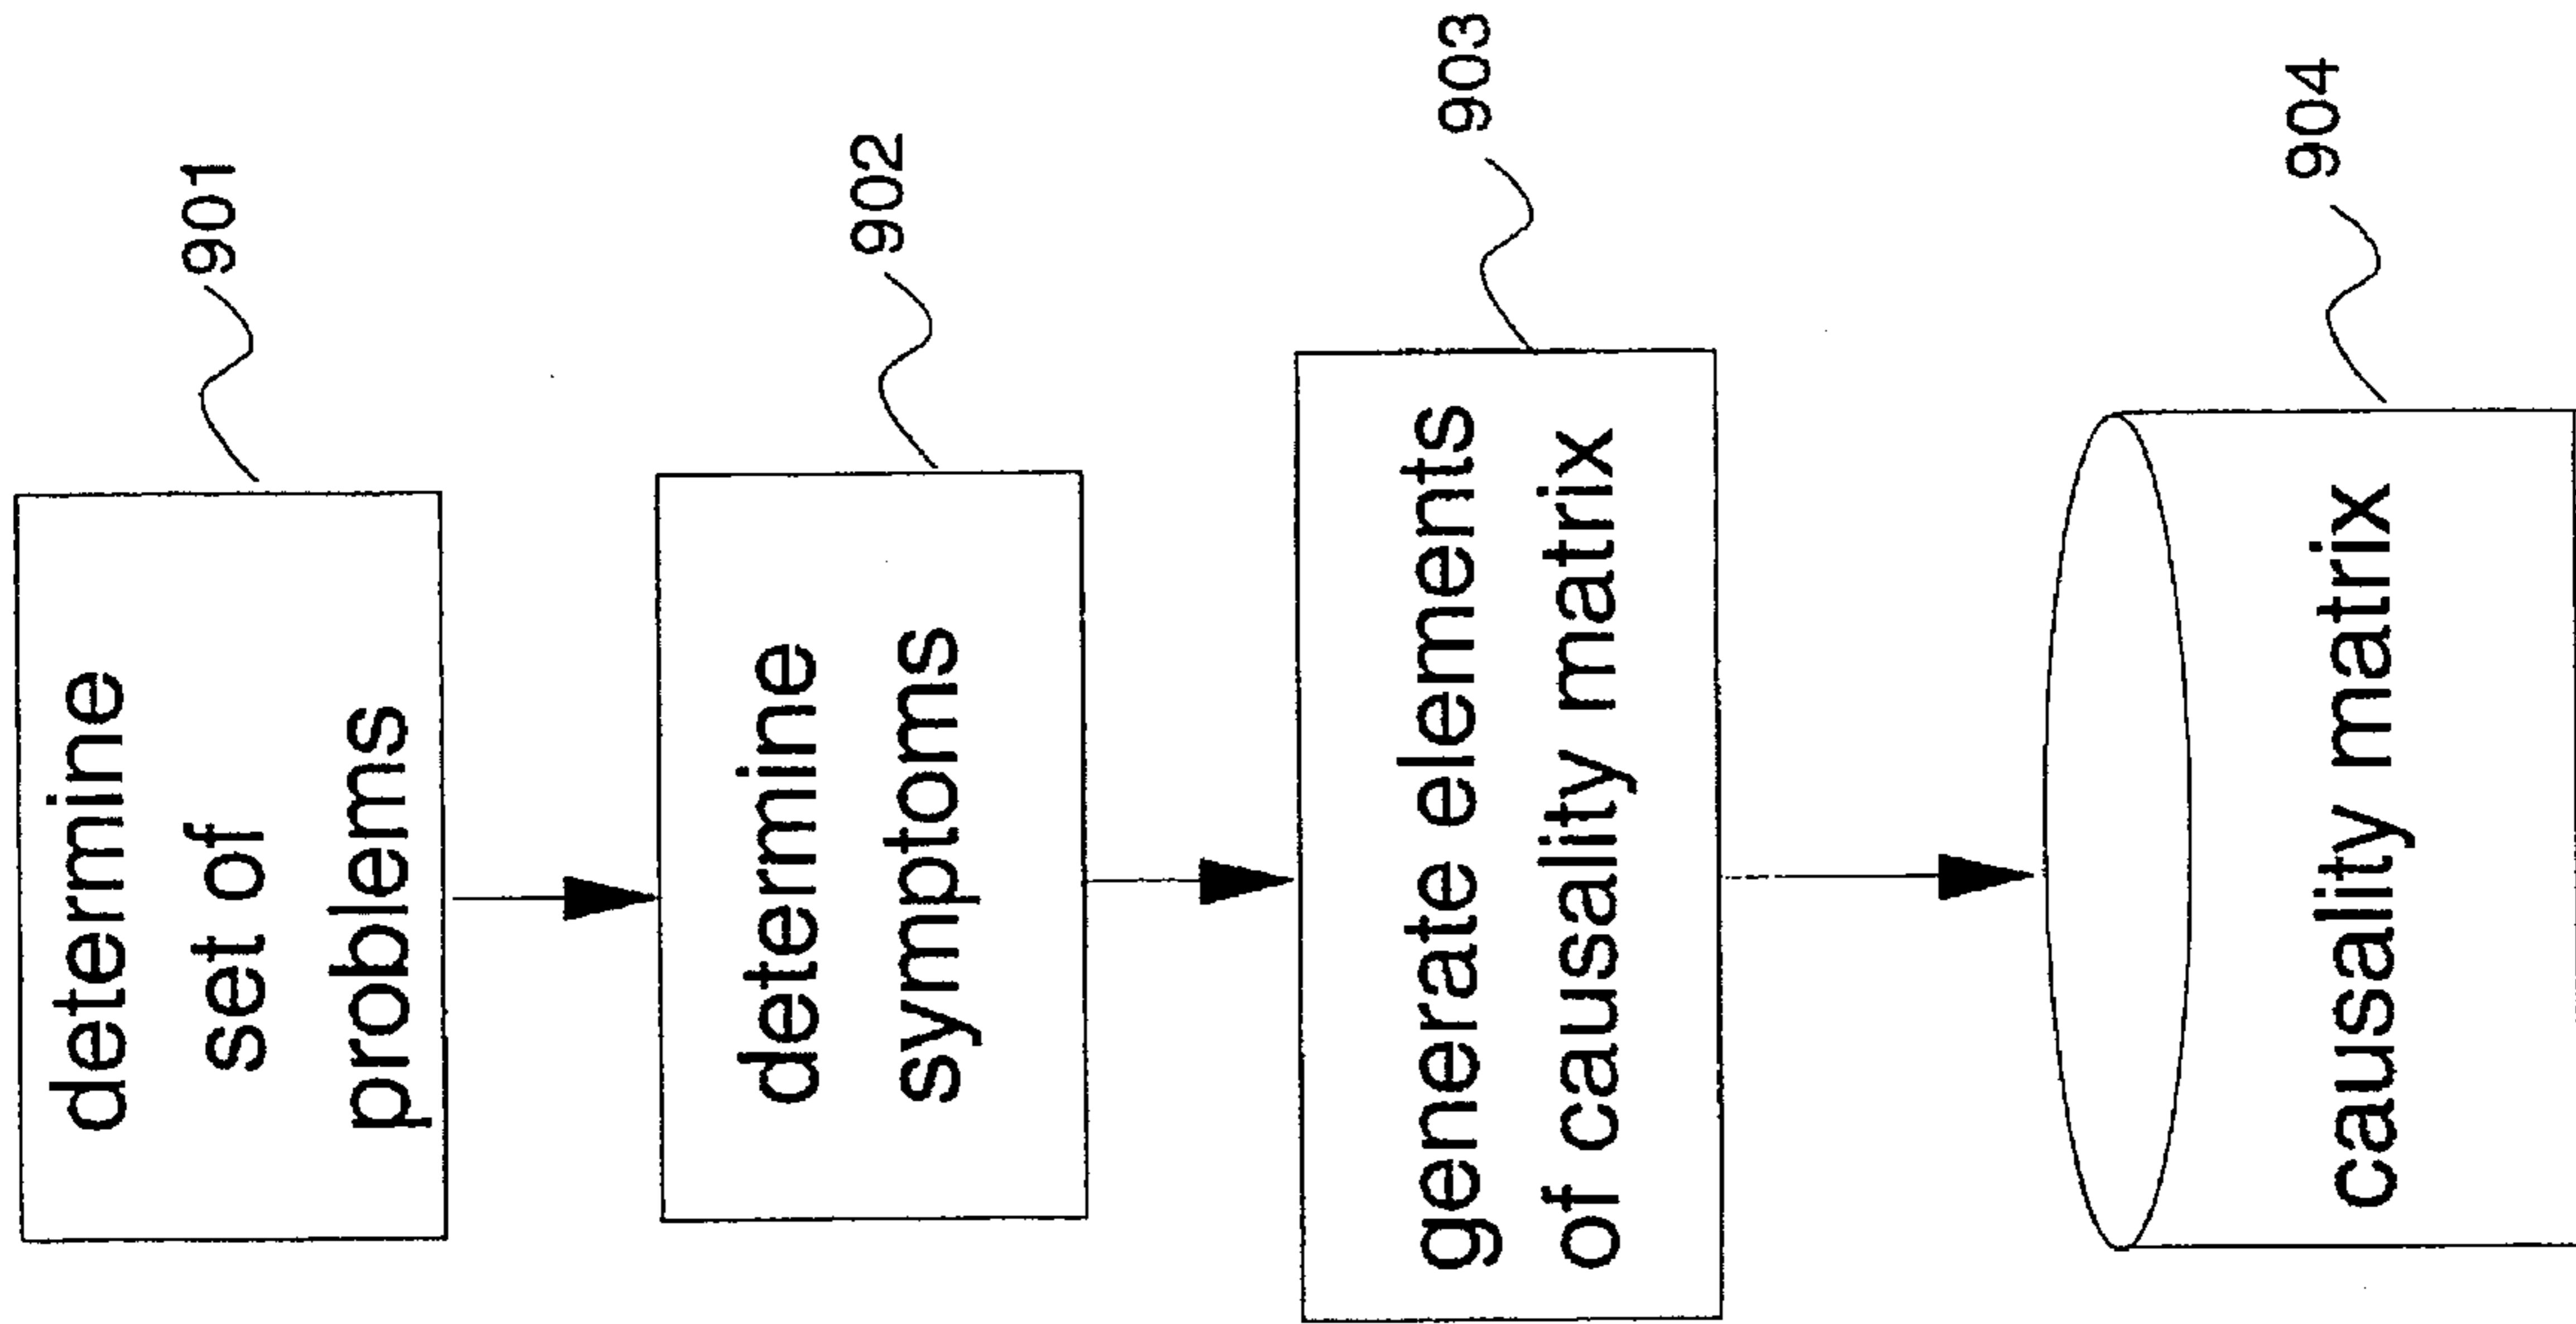 determine
set of
problems
901
determine
symptoms
902
generate elements
of causality matrix
903
causality matrix
904